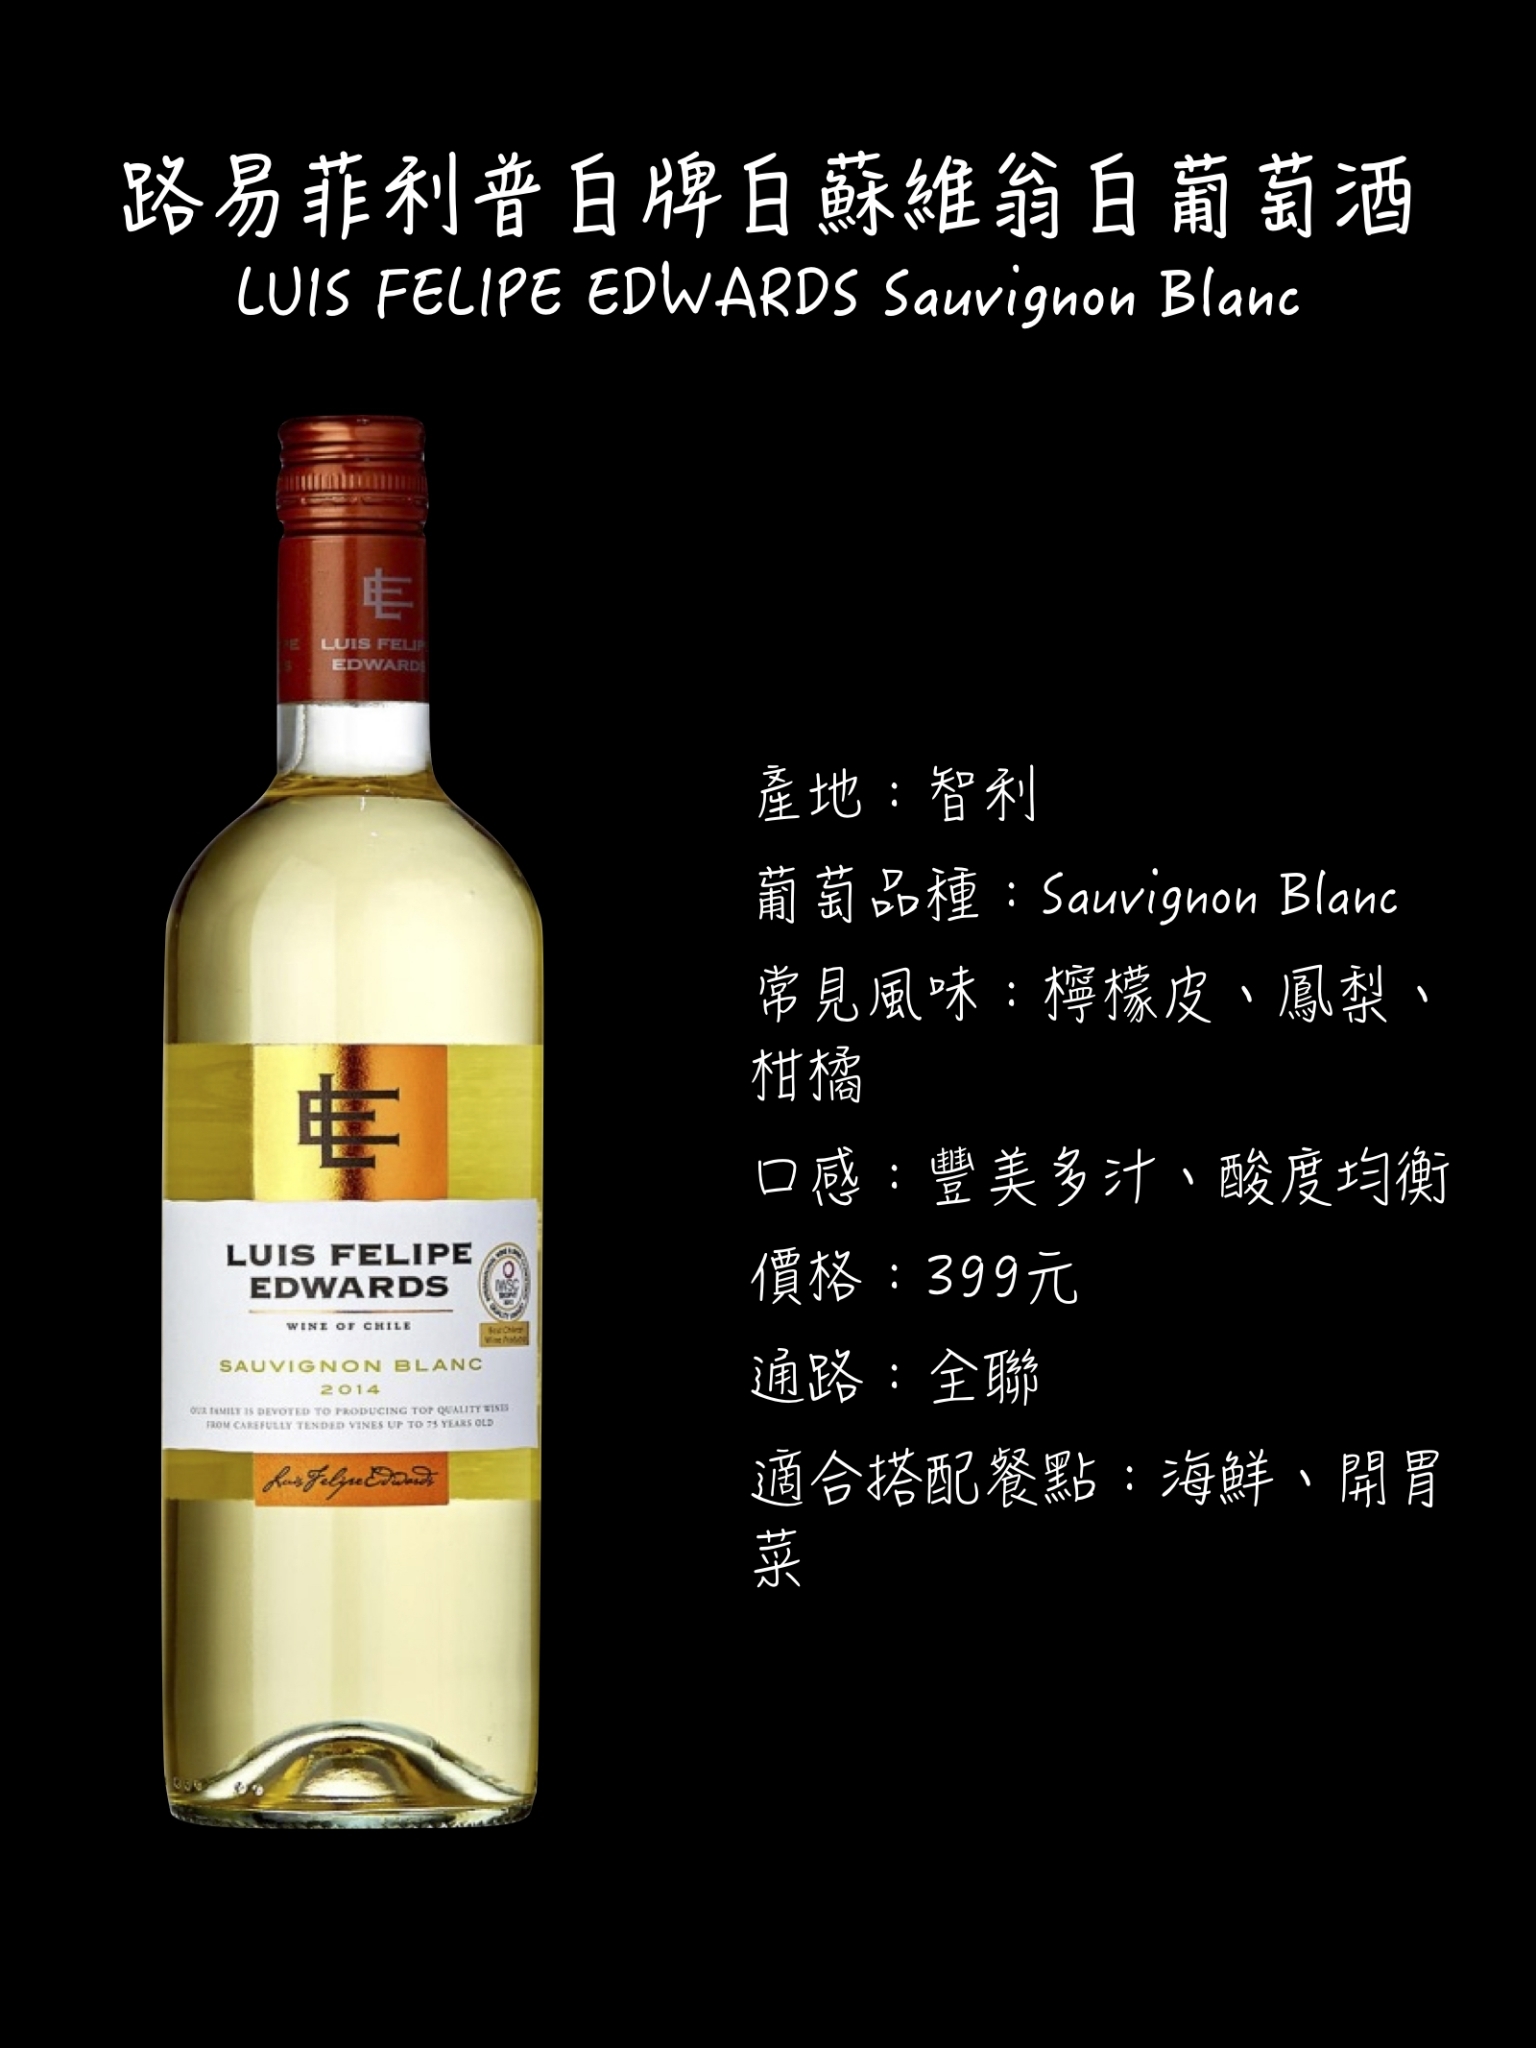 路易菲利普白牌白蘇維翁白葡萄酒
LUIS FELIPE EDWARDS Sauvignon Blanc
LUIS FELIP
EDWARDS
產地：智利
葡萄品種：Sauvignon Blanc
常見風味：檸檬皮、鳳梨、
柑橘
口感：豐美多汁、酸度均衡
價格：399元
通路：全聯
適合搭配餐點：海鮮、開胃
菜
LUIS FELIPE
EDWARDS
WINE OF CHILE
IWSC
SAUVIGNON BLANC
2014
OUR FAMILY IS DEVOTED TO PRODUCING TOP QUALITY WINES
FROM CAREFULLY TENDED VINES UP TO 75 YEARS OLD
Luis Felipe Edwards